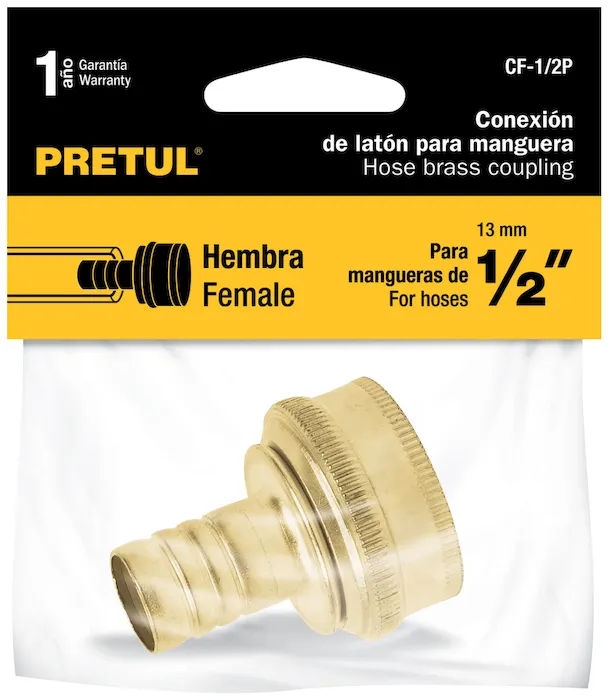 1 año
Garantía
Warranty
CF-1/2P
PRETUL®
Conexión
de latón para manguera
Hose brass coupling
Hembra
Female
Para
mangueras de
For hoses
13 mm
1/2"